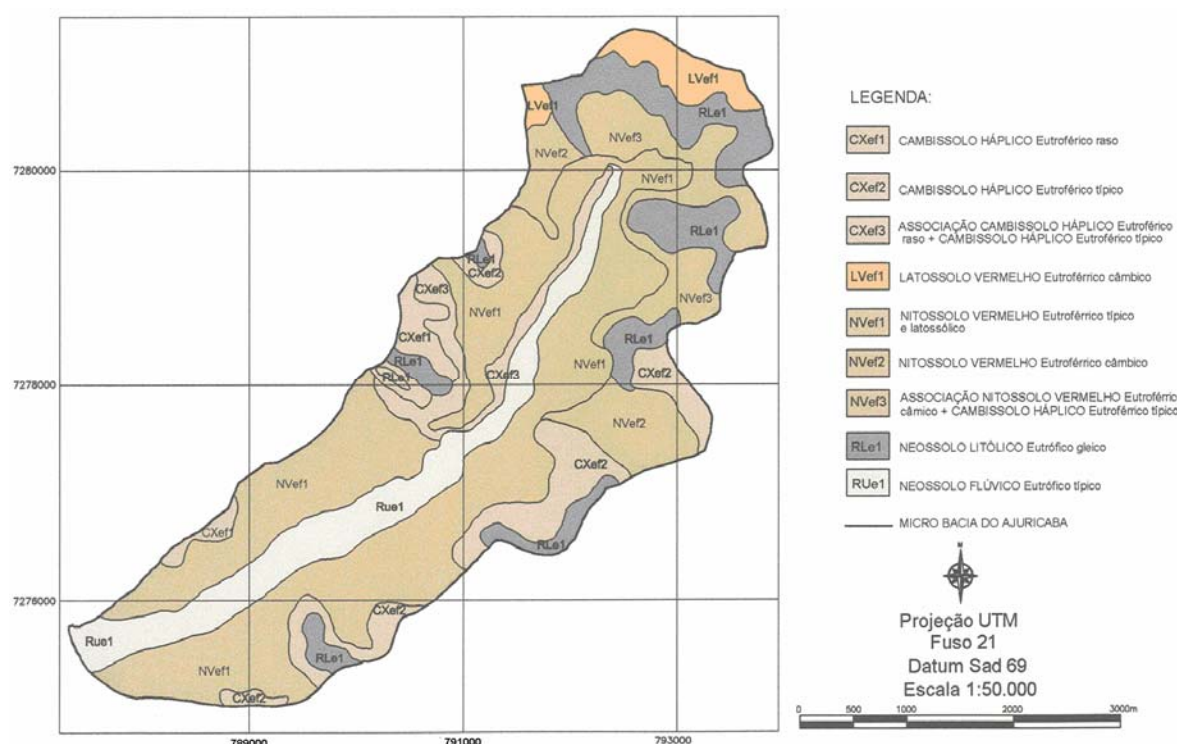 LVef1
LVef1
RLe1
NVef3
NVef2
7280000
NVef1
RLe1
RLe1
CXef2
CXef3
NVef3
NVef1
CXef1
RLe1
RLe1
NVef1
RLe1
CXef2
7278000
CXef3
NVef2
CXef2
NVef1
Rue1
CXef1
RLe1
7276000
CXef2
Rue1
RLe1
NVef1
CXef2
789000
791000
793000
LEGENDA:
CXef1 CAMBISSOLO HÁPLICO Eutroférico raso
CXef2 CAMBISSOLO HÁPLICO Eutroférico típico
CXef3 ASSOCIAÇÃO CAMBISSOLO HÁPLICO Eutroférico
raso + CAMBISSOLO HÁPLICO Eutroférico típico
LVef1 LATOSSOLO VERMELHO Eutroférico câmbico
NVef1 NITOSSOLO VERMELHO Eutroférrico típico
e latossólico
NVef2 NITOSSOLO VERMELHO Eutroférrico câmbico
NVef3 ASSOCIAÇÃO NITOSSOLO VERMELHO Eutroférric
câmico + CAMBISSOLO HÁPLICO Eutroférico típico
RLe1 NEOSSOLO LITÓLICO Eutrófico gleico
RUe1 NEOSSOLO FLÚVICO Eutrófico típico
MICRO BACIA DO AJURICABA
N
Projeção UTM
Fuso 21
Datum Sad 69
Escala 1:50.000
0 500 1000 2000 3000m